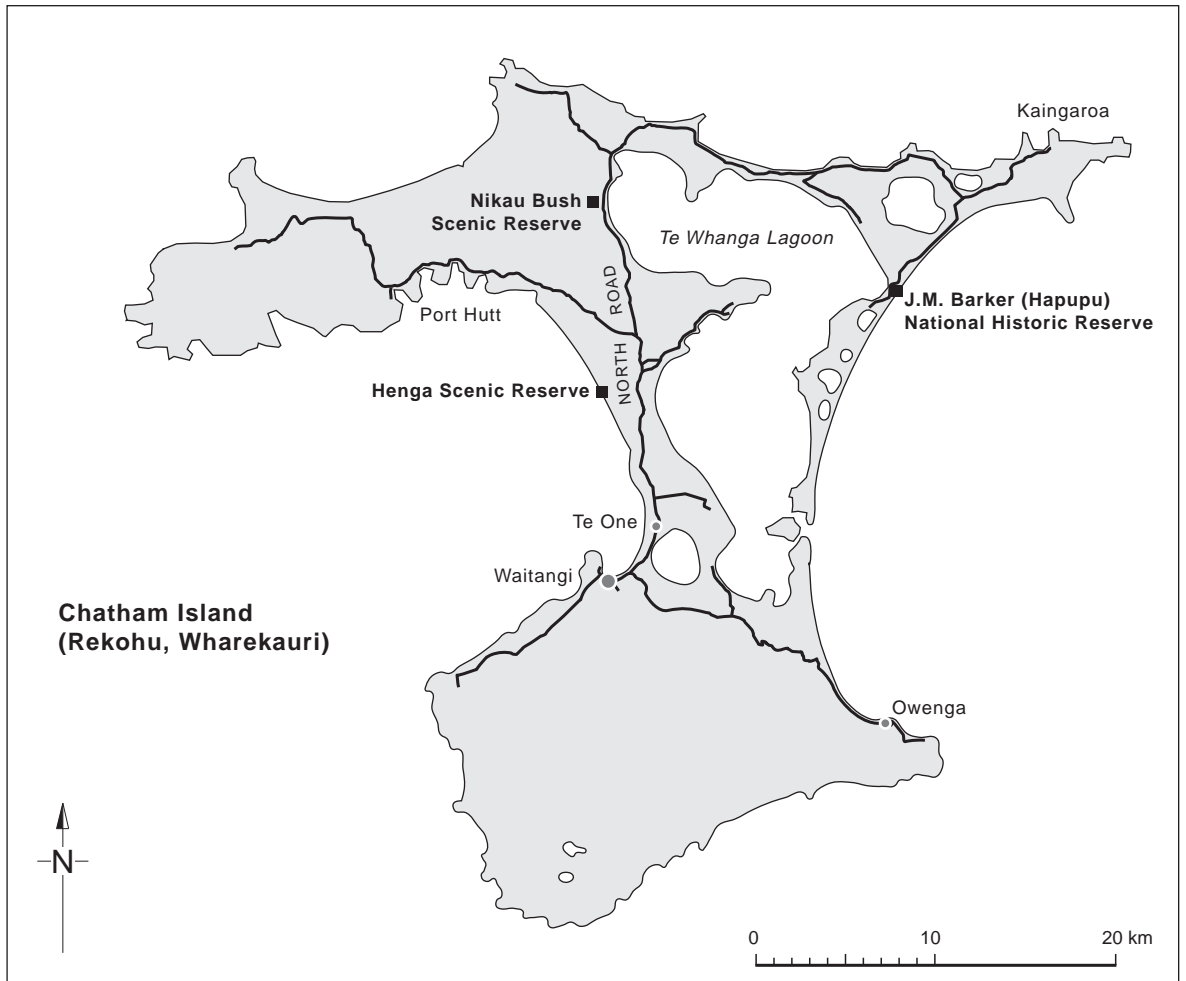 Kaingaroa
Nikau Bush
Scenic Reserve
Te Whanga Lagoon
NORTH ROAD
J.M. Barker (Hapupu)
National Historic Reserve
Port Hutt
Henga Scenic Reserve
Te One
Waitangi
Chatham Island
(Rekohu, Wharekauri)
Owenga
N
0 10 20 km